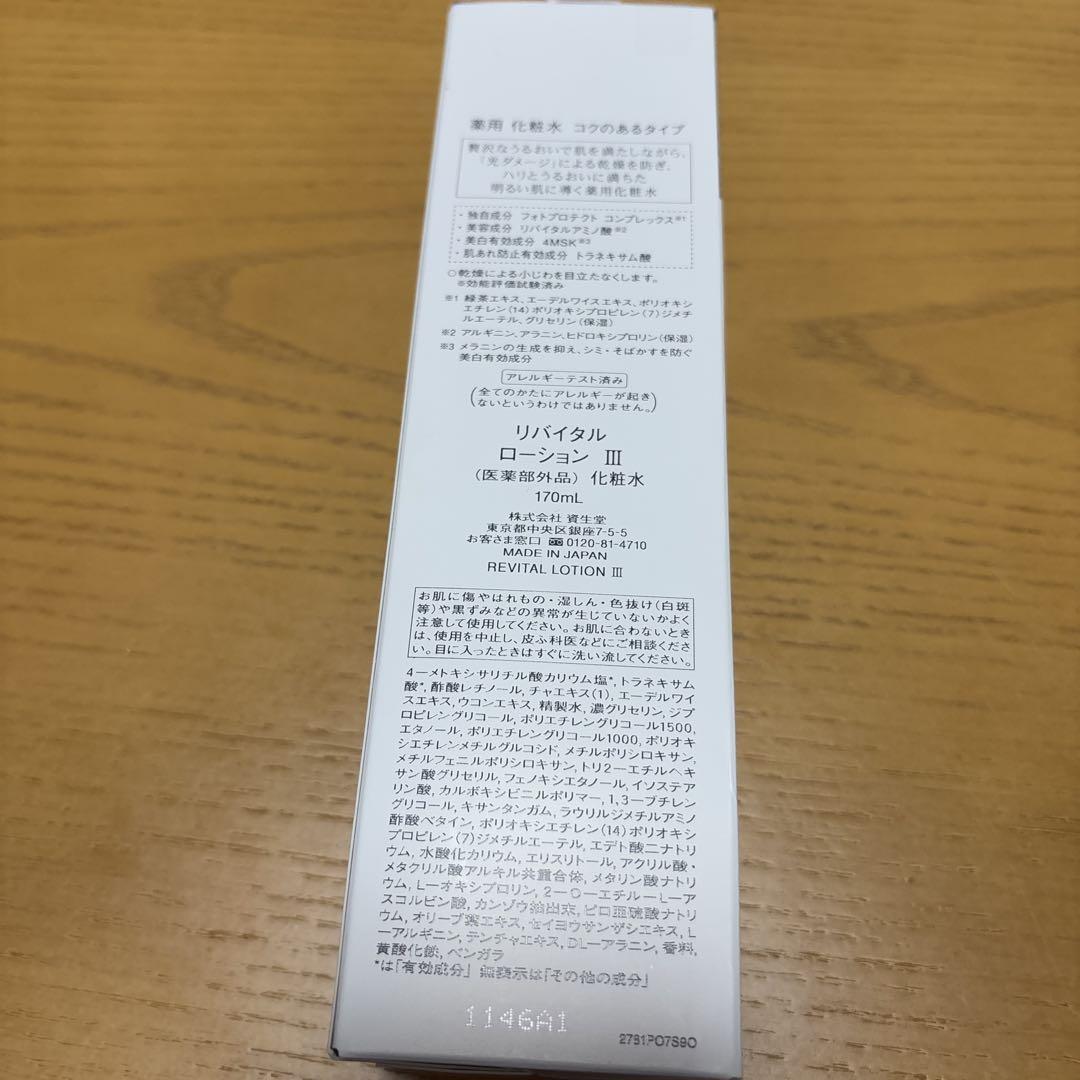 薬用 化粧水 コクのあるタイプ
贅沢なうるおいで肌を満たしながら、
「光ダメージ」による乾燥を防ぎ、
ハリとうるおいに満ちた
明るい肌に導く薬用化粧水
・独自成分 フォトプロテクト コンプレックス※1
・美容成分 リバイタルアミノ酸※2
・美白有効成分 4MSK※3
・肌あれ防止有効成分 トラネキサム酸
○乾燥による小じわを目立たなくします。
※効能評価試験済み
※1 緑茶エキス、エーデルワイスエキス、ポリオキシ
エチレン(14)ポリオキシプロピレン(7)ジメチ
ルエーテル、グリセリン(保湿)
※2 アルギニン、アラニン、ヒドロキシプロリン(保湿)
※3 メラニンの生成を抑え、シミ・そばかすを防ぐ
美白有効成分
アレルギーテスト済み
(全てのかたにアレルギーが起き
ないというわけではありません。)
リバイタル
ローション Ⅲ
(医薬部外品) 化粧水
170mL
株式会社 資生堂
東京都中央区銀座7-5-5
お客さま窓口 0120-81-4710
MADE IN JAPAN
REVITAL LOTION Ⅲ
お肌に傷やはれもの・湿しん・色抜け(白斑
等)や黒ずみなどの異常が生じていないかよく
注意して使用してください。お肌に合わないとき
は、使用を中止し、皮ふ科医などにご相談くださ
い。目に入ったときはすぐに洗い流してください。
4ーメトキシサリチル酸カリウム塩*, トラネキサム
酸*, 酢酸レチノール, チャエキス(1), エーデルワイ
スエキス, ウコンエキス, 精製水, 濃グリセリン, ジプ
ロピレングリコール, ポリエチレングリコール1500,
エタノール, ポリエチレングリコール1000, ポリオキ
シエチレンメチルグルコシド, メチルポリシロキサン,
メチルフェニルポリシロキサン, トリ2ーエチルヘキ
サン酸グリセリル, フェノキシエタノール, イソステア
リン酸, カルボキシビニルポリマー, 1,3ーブチレン
グリコール, キサンタンガム, ラウリルジメチルアミノ
酢酸ベタイン, ポリオキシエチレン(14)ポリオキシ
プロピレン(7)ジメチルエーテル, エデト酸二ナトリ
ウム, 水酸化カリウム, エリスリトール, アクリル酸・
メタクリル酸アルキル共重合体, メタリン酸ナトリ
ウム, Lーオキシプロリン, 2ーOーエチルーLーア
スコルビン酸, カンゾウ抽出末, ピロ亜硫酸ナトリ
ウム, オリーブ葉エキス, セイヨウサンザシエキス, L
ーアルギニン, テンチャエキス, DLーアラニン, 香料,
黄酸化鉄, ベンガラ
*は「有効成分」 無表示は「その他の成分」
1146A1